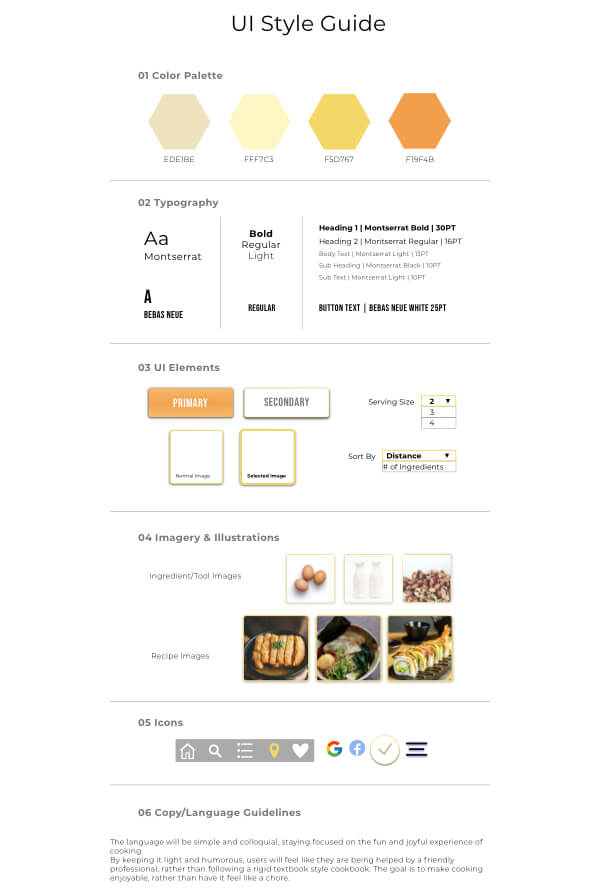 UI Style Guide
01 Color Palette
EDE1BE
FFF7C3
F5D767
F19F4B
02 Typography
Aa
Montserrat
Bold
Regular
Light
Heading 1 | Montserrat Bold | 30PT
Heading 2 | Montserrat Regular | 16PT
Body Text | Montserrat Light | 13PT
Sub Heading | Montserrat Black | 10PT
Sub Text | Montserrat Light | 10PT
A
BEBAS NEUE
REGULAR
BUTTON TEXT | BEBAS NEUE WHITE 25PT
03 UI Elements
PRIMARY
SECONDARY
Serving Size
2
3
4
Normal Image
Selected Image
Sort By
Distance
# of Ingredients
04 Imagery & Illustrations
Ingredient/Tool Images
Recipe Images
05 Icons
06 Copy/Language Guidelines
The language will be simple and colloquial, staying focused on the fun and joyful experience of
cooking.
By keeping it light and humorous, users will feel like they are being helped by a friendly
professional, rather than following a rigid textbook style cookbook. The goal is to make cooking
enjoyable, rather than have it feel like a chore.